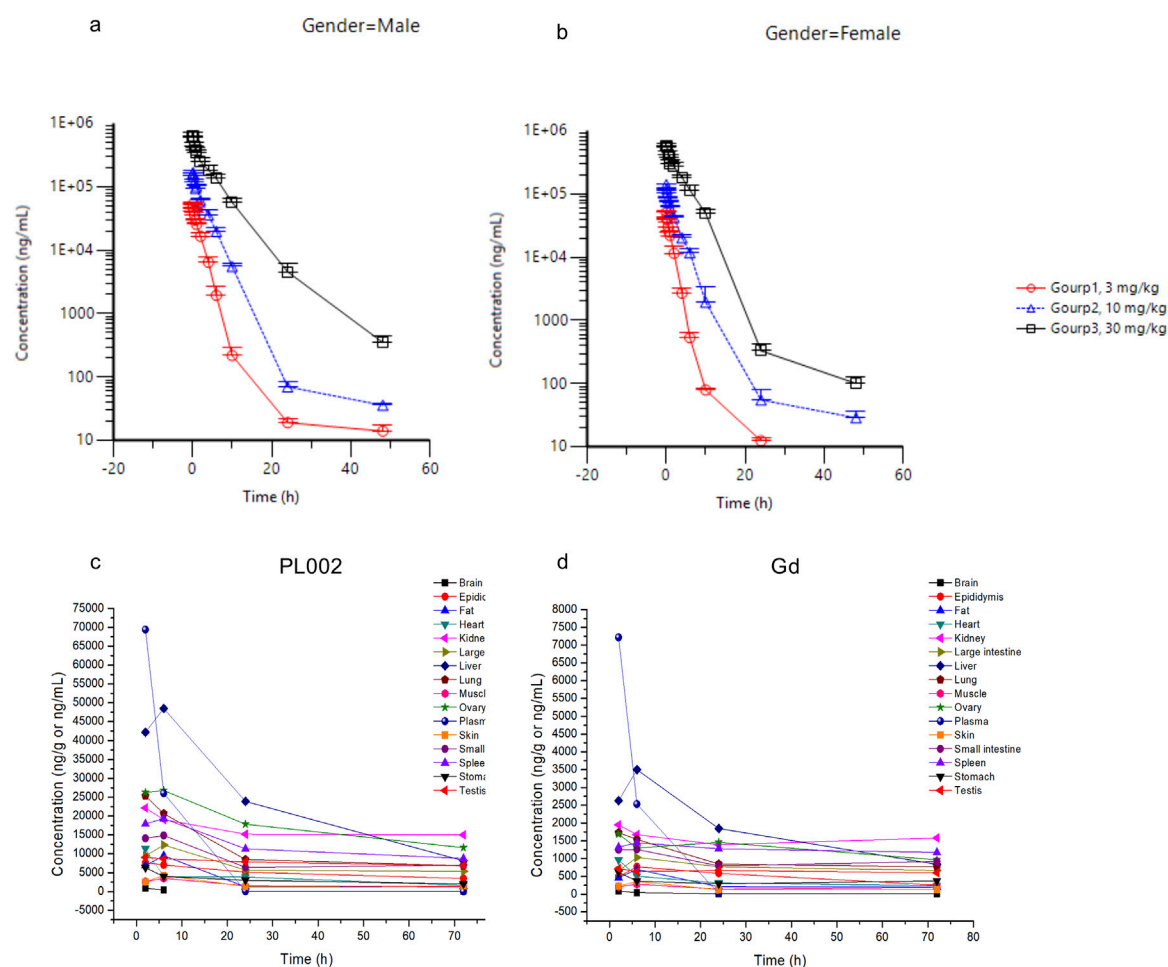 a
Gender=Male
b
Gender=Female
1E+06
1E+05
1E+04
1000
100
10
-20
0
20
40
60
Concentration (ng/mL)
Time (h)
1E+06
1E+05
1E+04
1000
100
10
-20
0
20
40
60
Concentration (ng/mL)
Time (h)
Gourp1, 3 mg/kg
Gourp2, 10 mg/kg
Gourp3, 30 mg/kg
c
PL002
75000
70000
65000
60000
55000
50000
45000
40000
35000
30000
25000
20000
15000
10000
5000
0
-5000
0
10
20
30
40
50
60
70
Concentration (ng/g or ng/mL)
Time (h)
Brain
Epidic
Fat
Heart
Kidne
Large
Liver
Lung
Muscl
Ovary
Plasm
Skin
Small
Splee
Stoma
Testis
d
Gd
8000
7500
7000
6500
6000
5500
5000
4500
4000
3500
3000
2500
2000
1500
1000
500
0
-500
0
10
20
30
40
50
60
70
80
Concentration (ng/g or ng/mL)
Time (h)
Brain
Epididymis
Fat
Heart
Kidney
Large intestine
Liver
Lung
Muscle
Ovary
Plasma
Skin
Small intestine
Spleen
Stomach
Testis